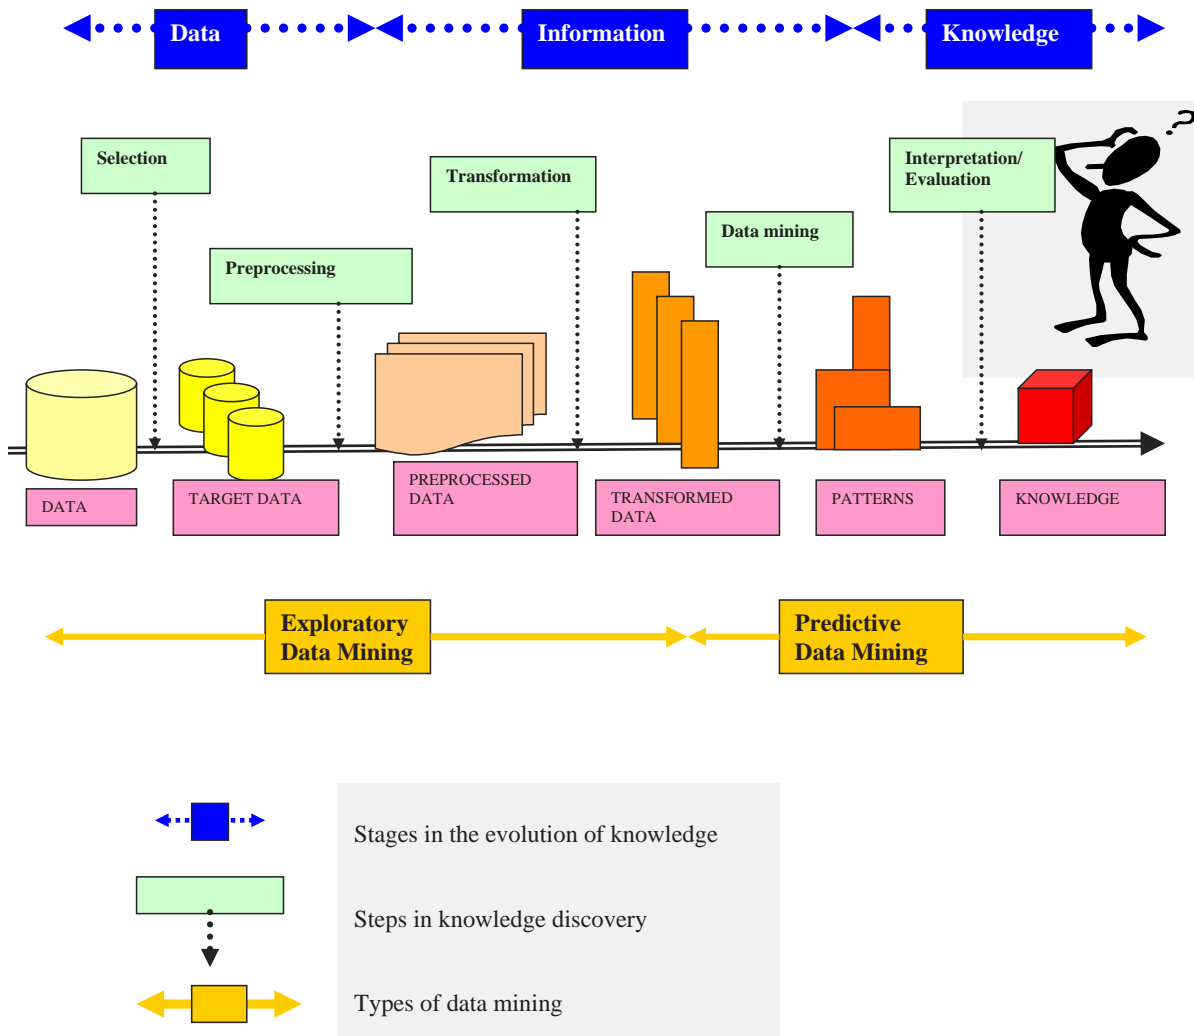 Data
Information
Knowledge
Selection
Preprocessing
Transformation
Data mining
Interpretation/
Evaluation
?
DATA
TARGET DATA
PREPROCESSED
DATA
TRANSFORMED
DATA
PATTERNS
KNOWLEDGE
Exploratory
Data Mining
Predictive
Data Mining
Stages in the evolution of knowledge
Steps in knowledge discovery
Types of data mining